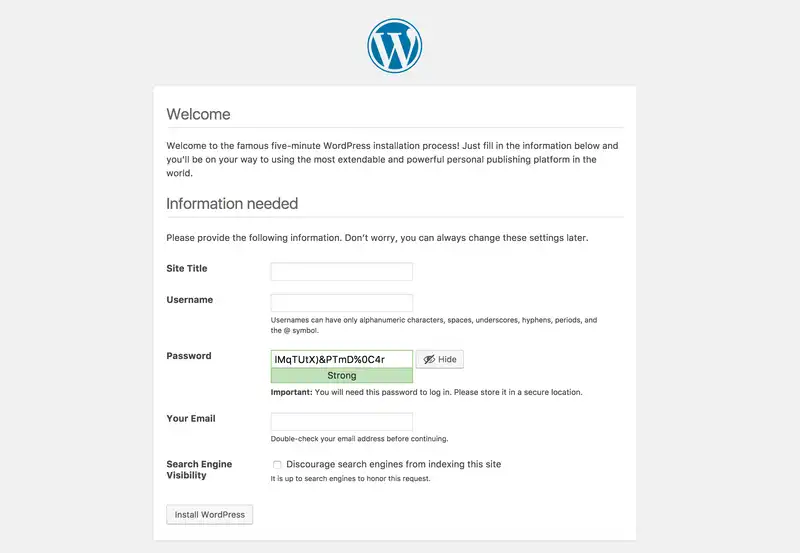 Welcome
Welcome to the famous five-minute WordPress installation process! Just fill in the information below and
you'll be on your way to using the most extendable and powerful personal publishing platform in the
world.
Information needed
Please provide the following information. Don't worry, you can always change these settings later.
Site Title
Username
Usernames can have only alphanumeric characters, spaces, underscores, hyphens, periods, and
the @ symbol.
Password
lMqTUtX)&PTmD%0C4r
Hide
Strong
Important: You will need this password to log in. Please store it in a secure location.
Your Email
Double-check your email address before continuing.
Search Engine
Visibility
Discourage search engines from indexing this site
It is up to search engines to honor this request.
Install WordPress